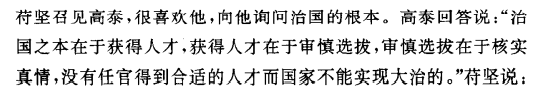 苻坚召见高泰，很喜欢他，向他询问治国的根本。高泰回答说：“治
国之本在于获得人才，获得人才在于审慎选拔，审慎选拔在于核实
真情，没有任官得到合适的人才而国家不能实现大治的。”苻坚说：